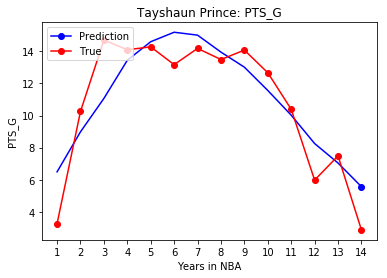 Tayshaun Prince: PTS_G
Prediction
True
14
12
10
8
6
4
PTS_G
1 2 3 4 5 6 7 8 9 10 11 12 13 14
Years in NBA